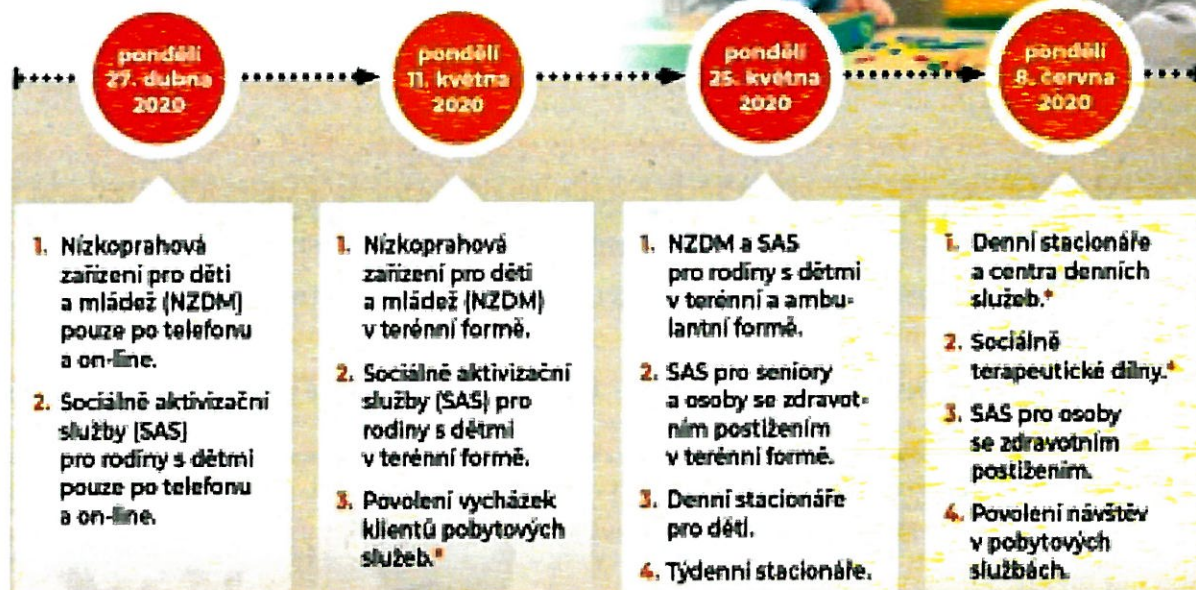 pondělí
27. dubna
2020
1. Nízkoprahová
zařízení pro děti
a mládež (NZDM)
pouze po telefonu
a on-line.
2. Sociálně aktivizační
služby (SAS)
pro rodiny s dětmi
pouze po telefonu
a on-line.
pondělí
11. května
2020
1. Nízkoprahová
zařízení pro děti
a mládež (NZDM)
v terénní formě.
2. Sociálně aktivizační
služby (SAS) pro
rodiny s dětmi
v terénní formě.
3. Povolení vycházek
klientů pobytových
služeb.*
pondělí
25. května
2020
1. NZDM a SAS
pro rodiny s dětmi
v terénní a ambu-
lantní formě.
2. SAS pro seniory
a osoby se zdravot-
ním postižením
v terénní formě.
3. Denní stacionáře
pro děti.
4. Týdenní stacionáře.
pondělí
8. června
2020
1. Denní stacionáře
a centra denních
služeb.*
2. Sociálně
terapeutické dílny.*
3. SAS pro osoby
se zdravotním
postižením.
4. Povolení návštěv
v pobytových
službách.